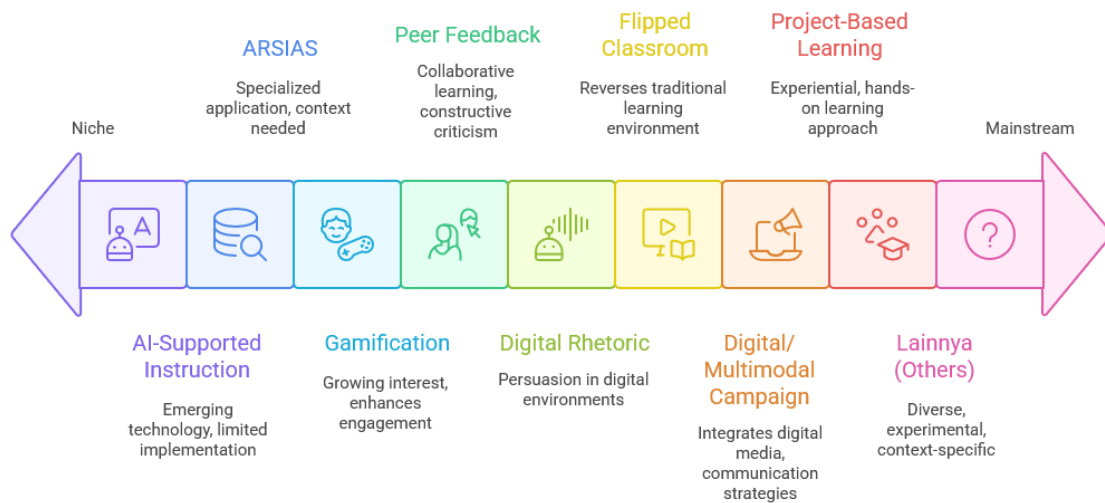 Niche
ARSIAS
Specialized
application, context
needed
Peer Feedback
Collaborative
learning,
constructive
criticism
Flipped
Classroom
Reverses traditional
learning
environment
Project-Based
Learning
Experiential, hands-
on learning
approach
Mainstream
A
?
AI-Supported
Instruction
Emerging
technology, limited
implementation
Gamification
Growing interest,
enhances
engagement
Digital Rhetoric
Persuasion in digital
environments
Digital/
Multimodal
Campaign
Integrates digital
media,
communication
strategies
Lainnya
(Others)
Diverse,
experimental,
context-specific